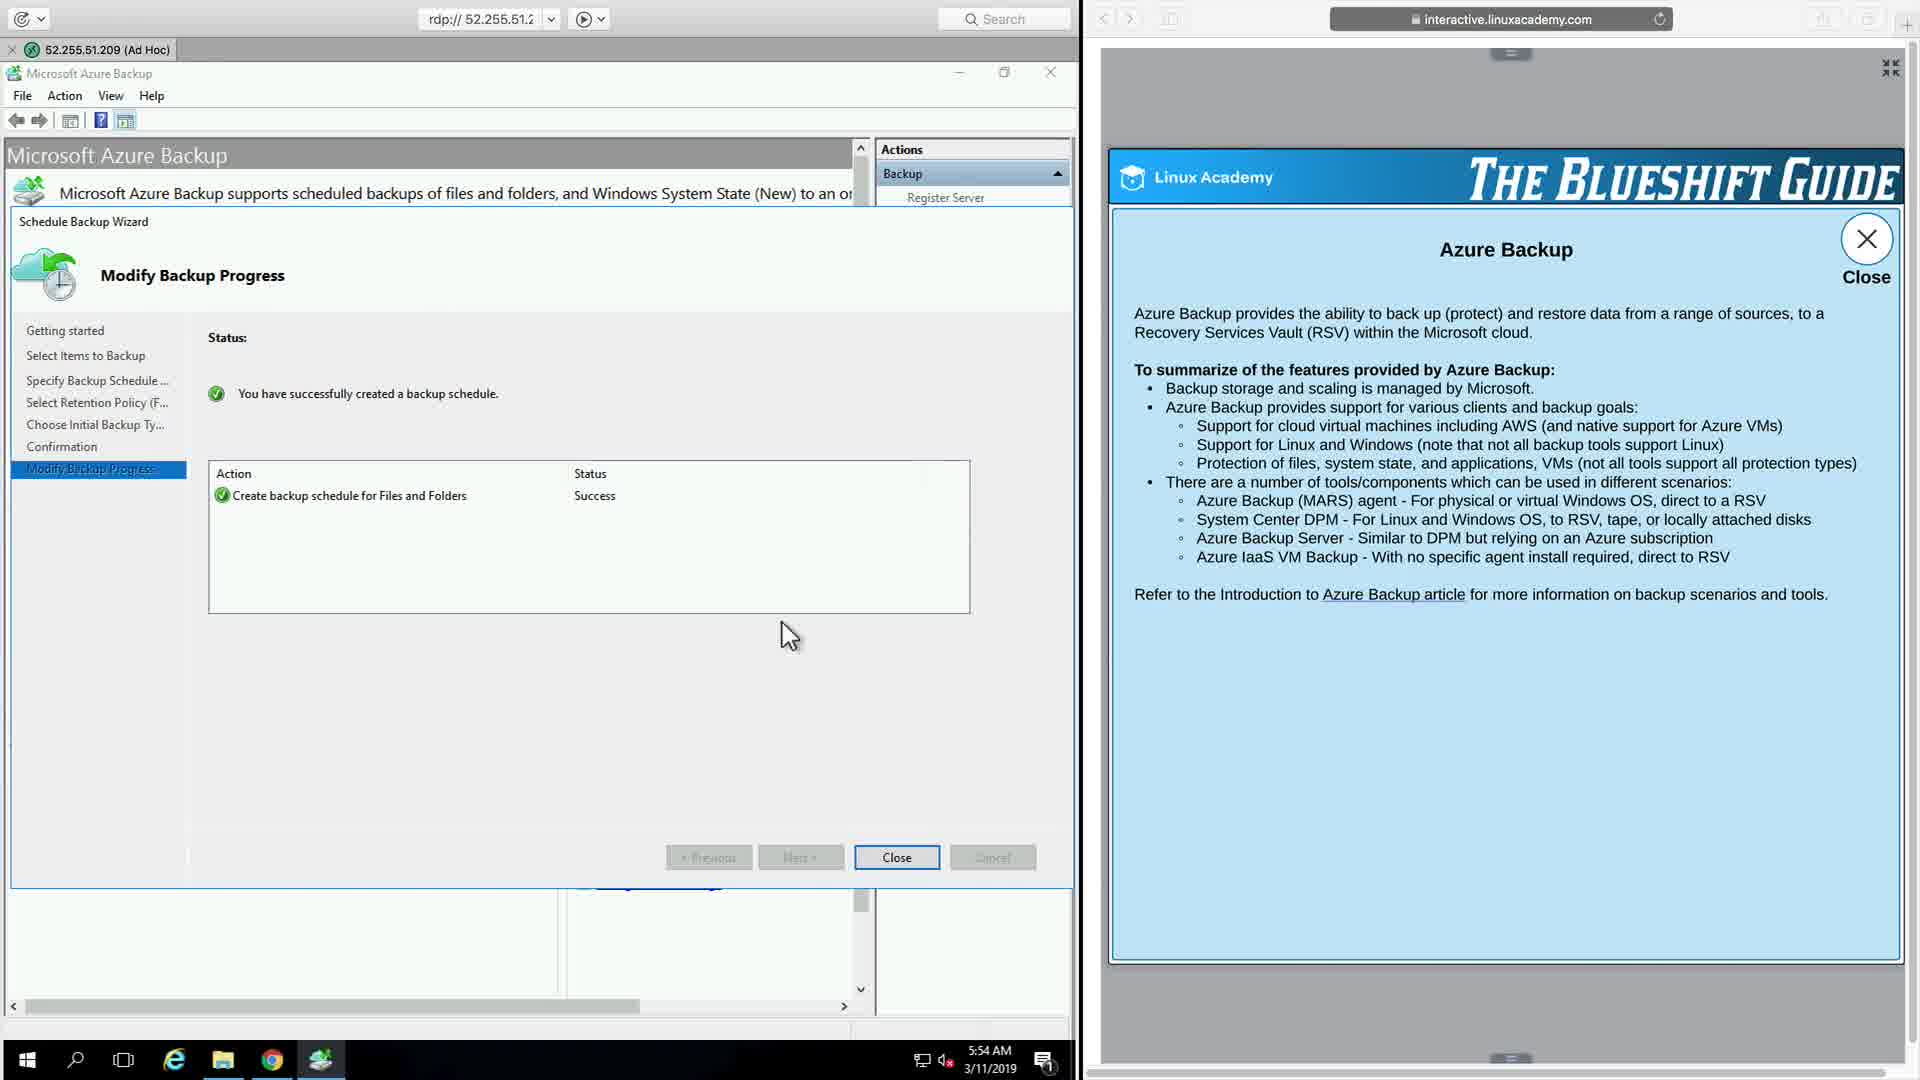 rdp:// 52.255.51.2
Search
52.255.51.209 (Ad Hoc)
Microsoft Azure Backup
File Action View Help
Microsoft Azure Backup
Microsoft Azure Backup supports scheduled backups of files and folders, and Windows System State (New) to an or
Actions
Backup
Register Server
Schedule Backup Wizard
Modify Backup Progress
Getting started
Select Items to Backup
Specify Backup Schedule ...
Select Retention Policy (F...
Choose Initial Backup Ty...
Confirmation
Modify Backup Progress
Status:
You have successfully created a backup schedule.
Action Status
Create backup schedule for Files and Folders Success
< Previous Next > Close Cancel
5:54 AM
3/11/2019
1
interactive.linuxacademy.com
Linux Academy
THE BLUESHIFT GUIDE
Azure Backup
Close
Azure Backup provides the ability to back up (protect) and restore data from a range of sources, to a
Recovery Services Vault (RSV) within the Microsoft cloud.
To summarize of the features provided by Azure Backup:
• Backup storage and scaling is managed by Microsoft.
• Azure Backup provides support for various clients and backup goals:
◦ Support for cloud virtual machines including AWS (and native support for Azure VMs)
◦ Support for Linux and Windows (note that not all backup tools support Linux)
◦ Protection of files, system state, and applications, VMs (not all tools support all protection types)
• There are a number of tools/components which can be used in different scenarios:
◦ Azure Backup (MARS) agent - For physical or virtual Windows OS, direct to a RSV
◦ System Center DPM - For Linux and Windows OS, to RSV, tape, or locally attached disks
◦ Azure Backup Server - Similar to DPM but relying on an Azure subscription
◦ Azure IaaS VM Backup - With no specific agent install required, direct to RSV
Refer to the Introduction to Azure Backup article for more information on backup scenarios and tools.